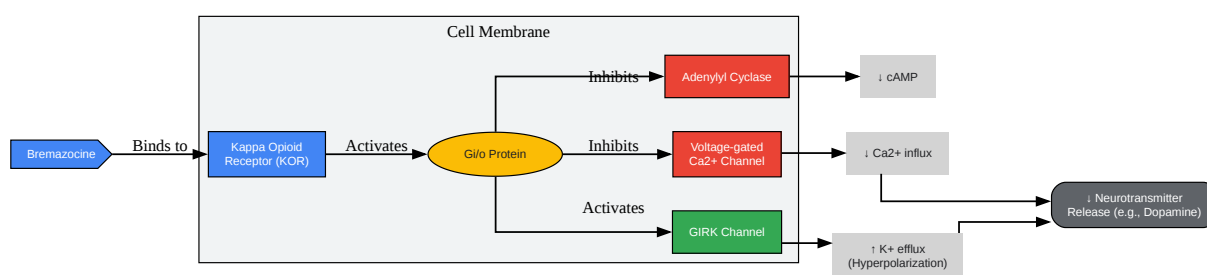 Cell Membrane
Bremazocine
Binds to
Kappa Opioid
Receptor (KOR)
Activates
Gi/o Protein
Inhibits
Adenylyl Cyclase
↓ cAMP
Inhibits
Voltage-gated
Ca2+ Channel
↓ Ca2+ influx
Activates
GIRK Channel
↑ K+ efflux
(Hyperpolarization)
↓ Neurotransmitter
Release (e.g., Dopamine)